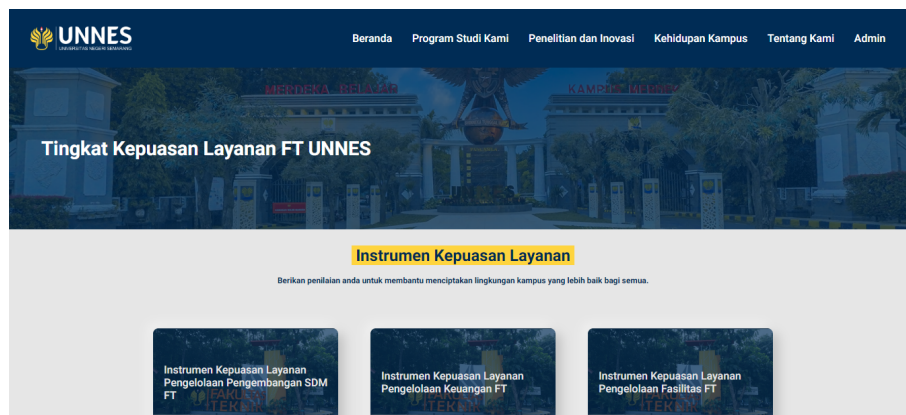 UNNES
UNIVERSITAS NEGERI SEMARANG
Beranda Program Studi Kami Penelitian dan Inovasi Kehidupan Kampus Tentang Kami Admin
MERDEKA BELAJAR
KAMPUS MERDEKA
Tingkat Kepuasan Layanan FT UNNES
UNNES
Instrumen Kepuasan Layanan
Berikan penilaian anda untuk membantu menciptakan lingkungan kampus yang lebih baik bagi semua.
Instrumen Kepuasan Layanan
Pengelolaan Pengembangan SDM
FT
Instrumen Kepuasan Layanan
Pengelolaan Keuangan FT
Instrumen Kepuasan Layanan
Pengelolaan Fasilitas FT